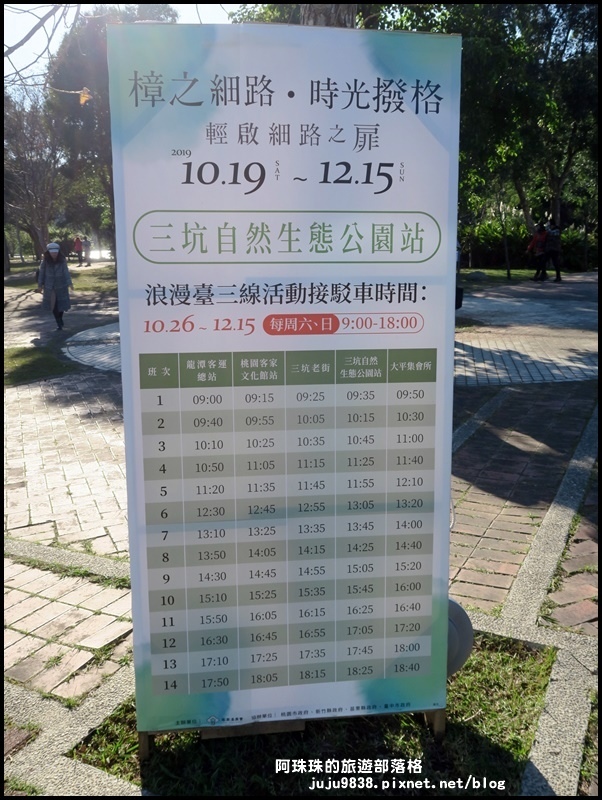 樟之細路・時光撥格
輕啟細路之扉
2019 10.19 SAT ~ 12.15 SUN
三坑自然生態公園站
浪漫臺三線活動接駁車時間：
10.26 ~ 12.15 每周六、日 9:00-18:00
班次 龍潭客運總站 桃園客家文化館站 三坑老街 三坑自然生態公園站 大平集會所
1 09:00 09:15 09:25 09:35 09:50
2 09:40 09:55 10:05 10:15 10:30
3 10:10 10:25 10:35 10:45 11:00
4 10:50 11:05 11:15 11:25 11:40
5 11:20 11:35 11:45 11:55 12:10
6 12:30 12:45 12:55 13:05 13:20
7 13:10 13:25 13:35 13:45 14:00
8 13:50 14:05 14:15 14:25 14:40
9 14:30 14:45 14:55 15:05 15:20
10 15:10 15:25 15:35 15:45 16:00
11 15:50 16:05 16:15 16:25 16:40
12 16:30 16:45 16:55 17:05 17:20
13 17:10 17:25 17:35 17:45 18:00
14 17:50 18:05 18:15 18:25 18:40
阿珠珠的旅遊部落格
juju9838.pixnet.net/blog